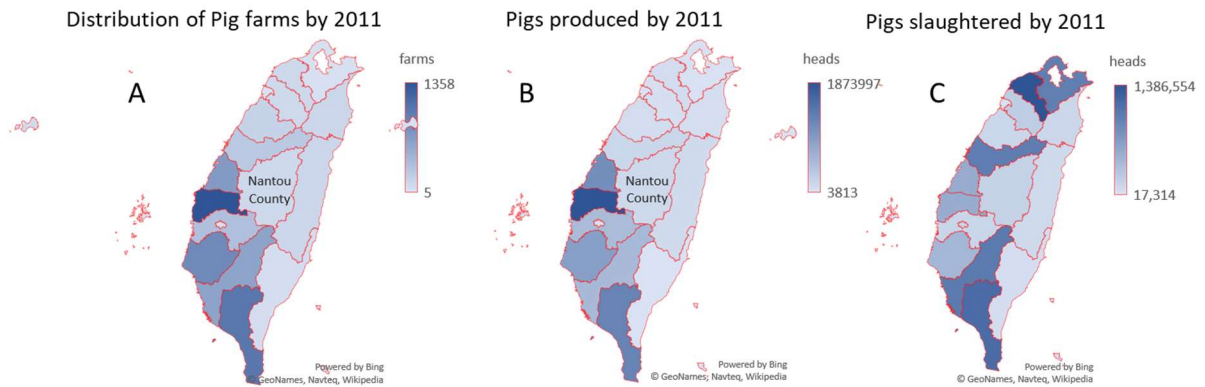 Distribution of Pig farms by 2011
farms
1358
A
Nantou
County
5
Powered by Bing
© GeoNames, Navteq, Wikipedia
Pigs produced by 2011
heads
1873997
B
Nantou
County
3813
Powered by Bing
© GeoNames; Navteq, Wikipedia
Pigs slaughtered by 2011
heads
1,386,554
C
17,314
Powered by Bing
© GeoNames, Navteq, Wikipedia